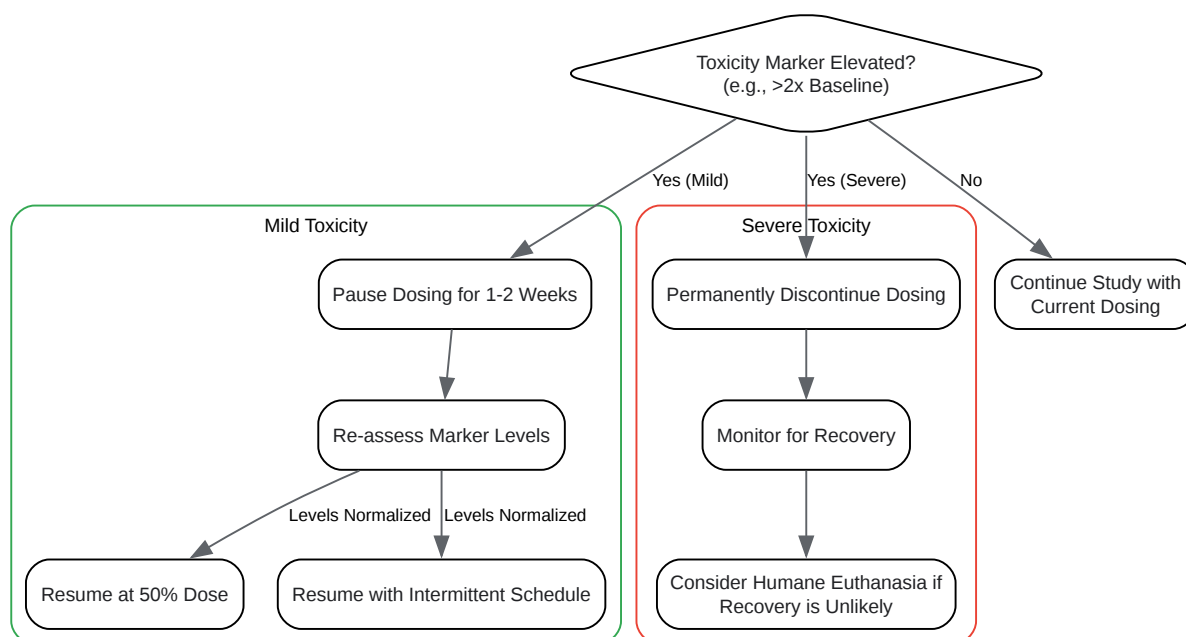 Toxicity Marker Elevated?
(e.g., >2x Baseline)
Yes (Mild)
Yes (Severe)
No
Mild Toxicity
Severe Toxicity
Pause Dosing for 1-2 Weeks
Permanently Discontinue Dosing
Continue Study with
Current Dosing
Re-assess Marker Levels
Monitor for Recovery
Levels Normalized
Levels Normalized
Resume at 50% Dose
Resume with Intermittent Schedule
Consider Humane Euthanasia if
Recovery is Unlikely